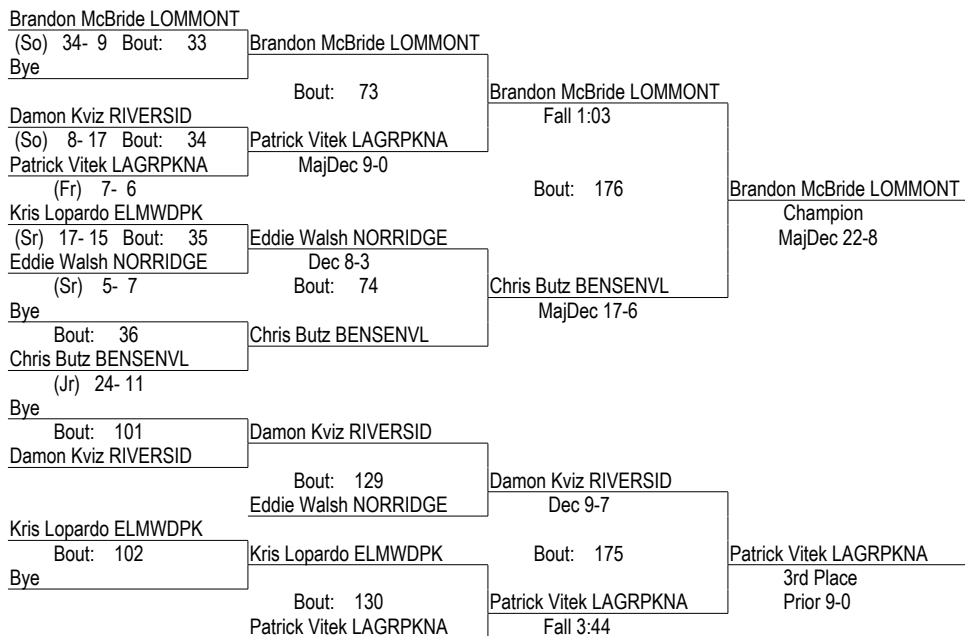 Brandon McBride LOMMONT
(So) 34- 9 Bout: 33 Brandon McBride LOMMONT
Bye
Bout: 73 Brandon McBride LOMMONT
Damon Kviz RIVERSID Fall 1:03
(So) 8- 17 Bout: 34 Patrick Vitek LAGRPKNA
Patrick Vitek LAGRPKNA MajDec 9-0
(Fr) 7- 6 Bout: 176 Brandon McBride LOMMONT
Kris Lopardo ELMWDPK Champion
(Sr) 17- 15 Bout: 35 Eddie Walsh NORRIDGE MajDec 22-8
Eddie Walsh NORRIDGE Dec 8-3
(Sr) 5- 7 Bout: 74 Chris Butz BENSENVL
Bye MajDec 17-6
Bout: 36 Chris Butz BENSENVL
Chris Butz BENSENVL
(Jr) 24- 11
Bye
Bout: 101 Damon Kviz RIVERSID
Damon Kviz RIVERSID
Bout: 129 Damon Kviz RIVERSID
Eddie Walsh NORRIDGE Dec 9-7
Kris Lopardo ELMWDPK
Bout: 102 Kris Lopardo ELMWDPK Bout: 175 Patrick Vitek LAGRPKNA
Bye 3rd Place
Bout: 130 Patrick Vitek LAGRPKNA Prior 9-0
Patrick Vitek LAGRPKNA Fall 3:44